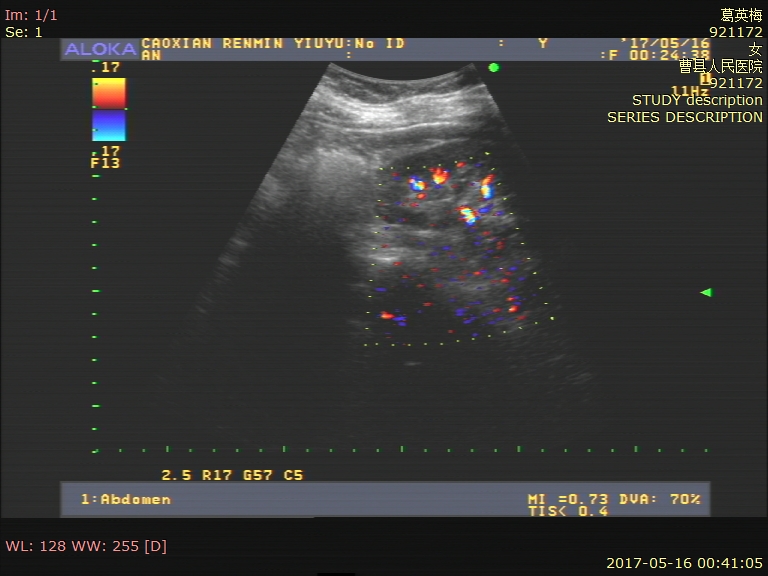 Im: 1/1
Se: 1
葛英梅
921172
女
曹县人民医院
921172
STUDY description
SERIES DESCRIPTION
ALOKA
CAOXIAN RENMIN YIYUYU:No ID : Y '17/05/16
AN : :F 00:24:38
11Hz
.17
.17
F13
2.5 R17 G57 C5
1:Abdomen
MI =0.73 DVA: 70%
TIS< 0.4
WL: 128 WW: 255 [D]
2017-05-16 00:41:05